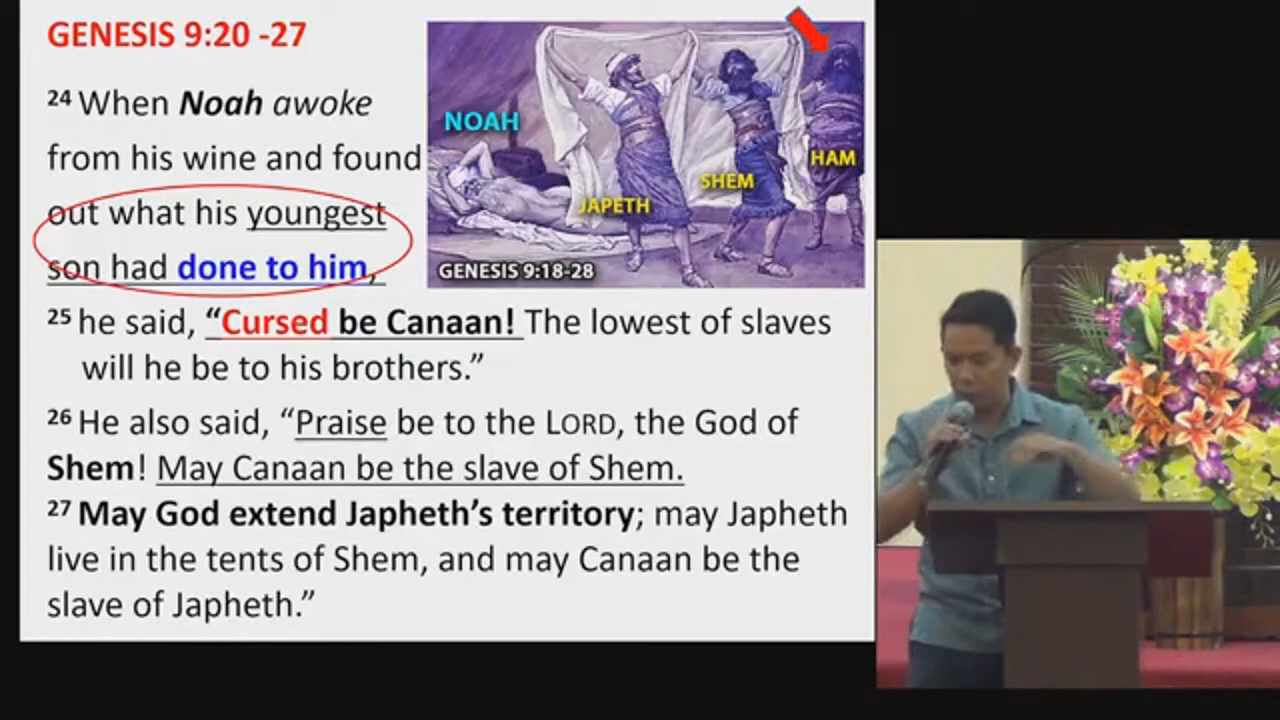 GENESIS 9:20 -27
24 When Noah awoke
from his wine and found
out what his youngest
son had done to him,
25 he said, “Cursed be Canaan! The lowest of slaves
will he be to his brothers.”
26 He also said, “Praise be to the LORD, the God of
Shem! May Canaan be the slave of Shem.
27 May God extend Japheth’s territory; may Japheth
live in the tents of Shem, and may Canaan be the
slave of Japheth.”
NOAH
JAPETH
SHEM
HAM
GENESIS 9:18-28